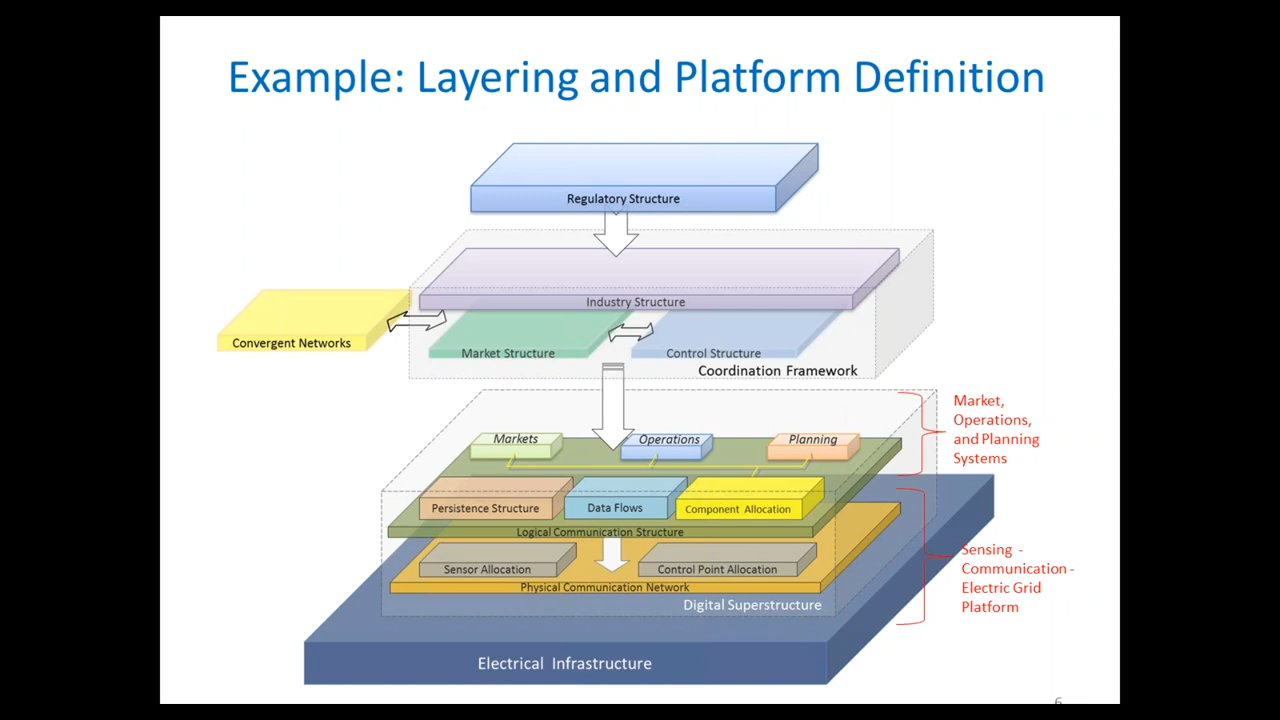 Example: Layering and Platform Definition
Regulatory Structure
Industry Structure
Convergent Networks
Market Structure
Control Structure
Coordination Framework
Market,
Operations,
and Planning
Systems
Markets
Operations
Planning
Persistence Structure
Data Flows
Component Allocation
Logical Communication Structure
Sensor Allocation
Control Point Allocation
Physical Communication Network
Digital Superstructure
Sensing -
Communication -
Electric Grid
Platform
Electrical Infrastructure
6